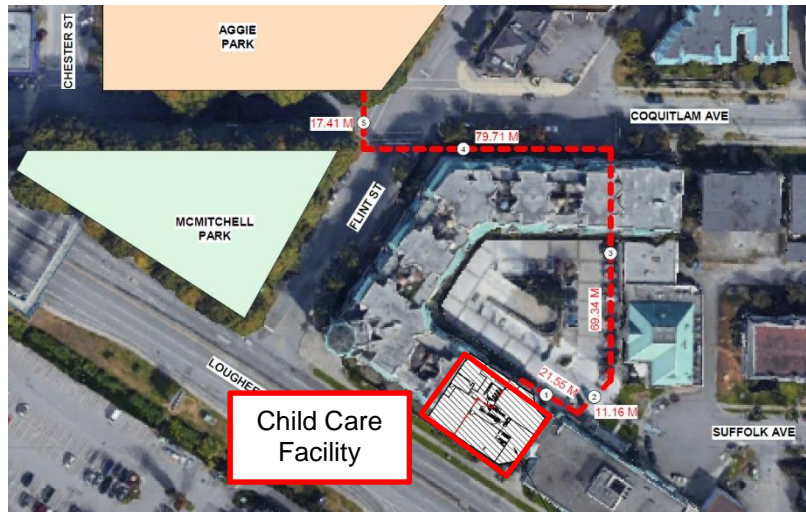 AGGIE
PARK
CHESTER ST
17.41 M
5
COQUITLAM AVE
79.71 M
4
FLINT ST
MCMITCHELL
PARK
3
69.34 M
21.55 M
1
2
11.16 M
LOUGHE
Child Care
Facility
SUFFOLK AVE